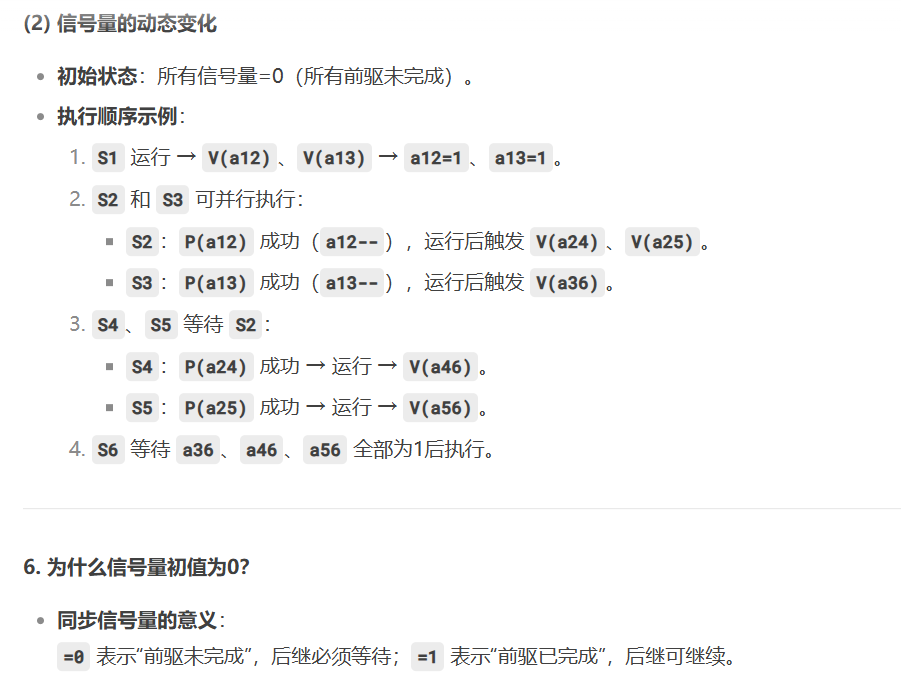 (2) 信号量的动态变化
• 初始状态：所有信号量=0（所有前驱未完成）。
• 执行顺序示例：
1. S1 运行 → V(a12)、V(a13) → a12=1、a13=1。
2. S2 和 S3 可并行执行：
▪ S2：P(a12) 成功（a12--），运行后触发 V(a24)、V(a25)。
▪ S3：P(a13) 成功（a13--），运行后触发 V(a36)。
3. S4、S5 等待 S2：
▪ S4：P(a24) 成功 → 运行 → V(a46)。
▪ S5：P(a25) 成功 → 运行 → V(a56)。
4. S6 等待 a36、a46、a56 全部为1后执行。
6. 为什么信号量初值为0?
• 同步信号量的意义：
=0 表示“前驱未完成”，后继必须等待；=1 表示“前驱已完成”，后继可继续。